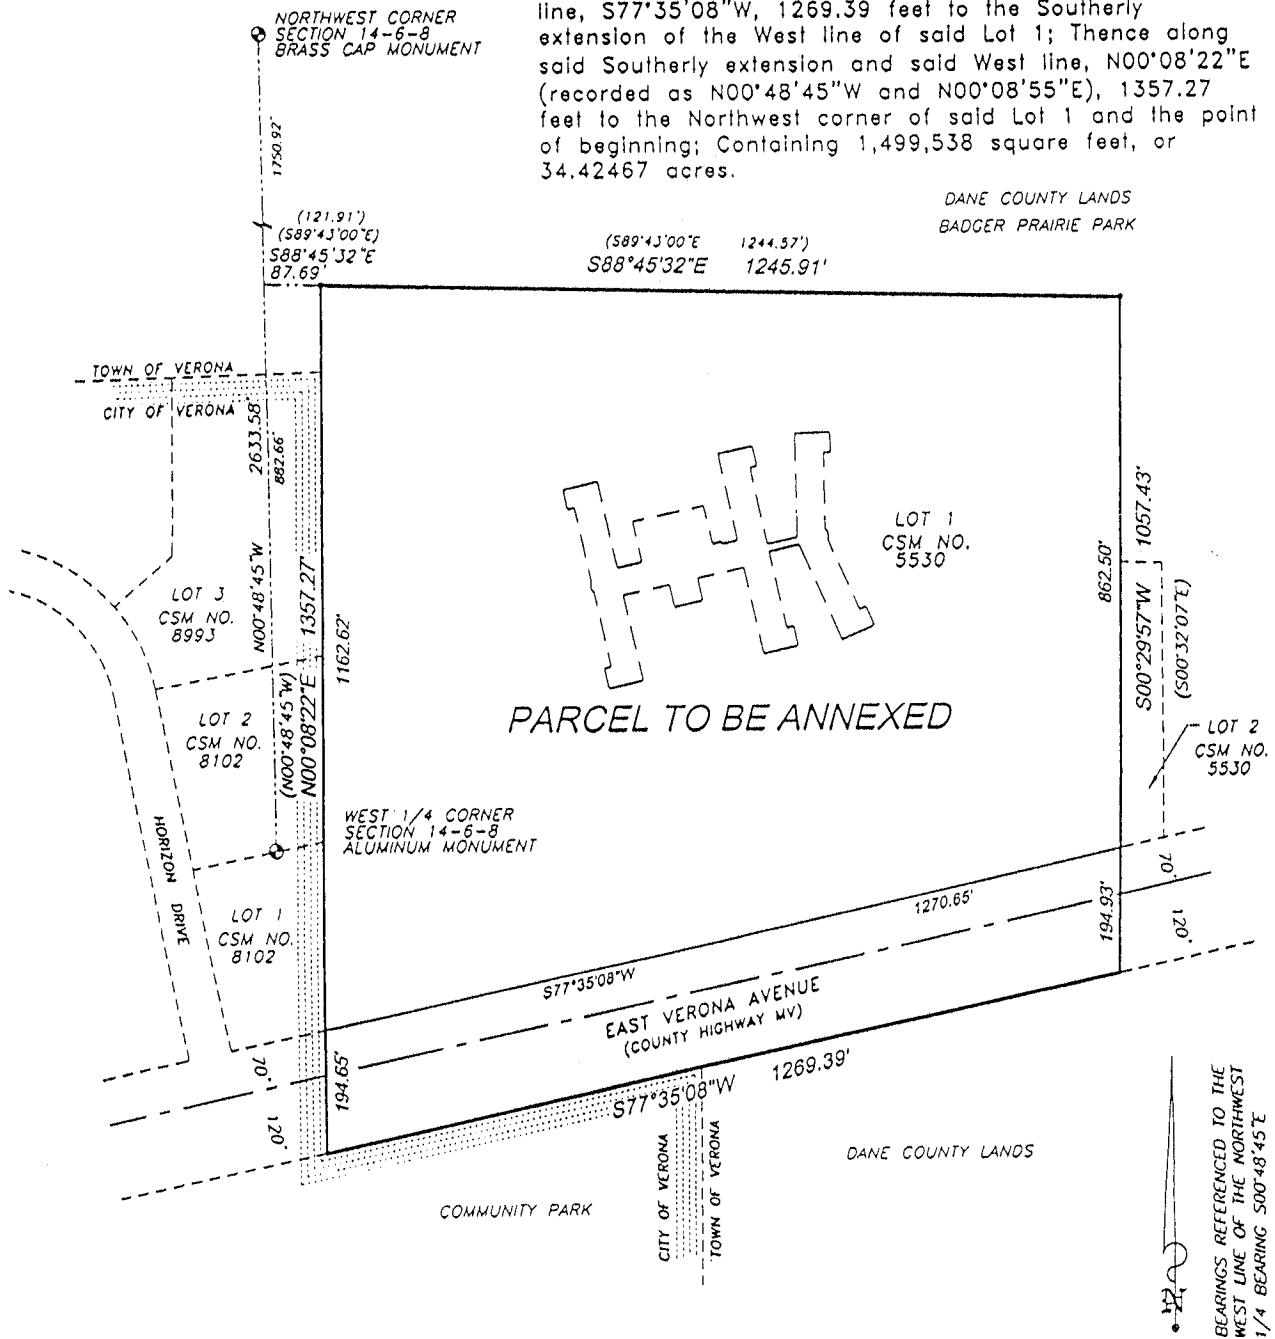 line, S77°35'08"W, 1269.39 feet to the Southerly
extension of the West line of said Lot 1; Thence along
said Southerly extension and said West line, N00°08'22"E
(recorded as N00°48'45"W and N00°08'55"E), 1357.27
feet to the Northwest corner of said Lot 1 and the point
of beginning; Containing 1,499,538 square feet, or
34.42467 acres.
NORTHWEST CORNER
SECTION 14-6-8
BRASS CAP MONUMENT
1750.92'
DANE COUNTY LANDS
BADGER PRAIRIE PARK
(121.91')
(S89°43'00"E)
S88°45'32"E
87.69'
(S89°43'00"E 1244.57')
S88°45'32"E 1245.91'
TOWN OF VERONA
CITY OF VERONA
2633.58'
882.66'
N00°48'45"W
(N00°48'45"W)
N00°08'22"E 1357.27'
1162.62'
LOT 1
CSM NO.
5530
862.50'
S00°29'57"W 1057.43'
(S00°32'07"E)
LOT 3
CSM NO.
8993
LOT 2
CSM NO.
8102
PARCEL TO BE ANNEXED
LOT 2
CSM NO.
5530
WEST 1/4 CORNER
SECTION 14-6-8
ALUMINUM MONUMENT
HORIZON DRIVE
LOT 1
CSM NO.
8102
1270.65'
S77°35'08"W
70'
120'
194.93'
EAST VERONA AVENUE
(COUNTY HIGHWAY MV)
70'
120'
194.65'
S77°35'08"W 1269.39'
CITY OF VERONA
TOWN OF VERONA
DANE COUNTY LANDS
COMMUNITY PARK
BEARINGS REFERENCED TO THE
WEST LINE OF THE NORTHWEST
1/4 BEARING S00°48'45"E